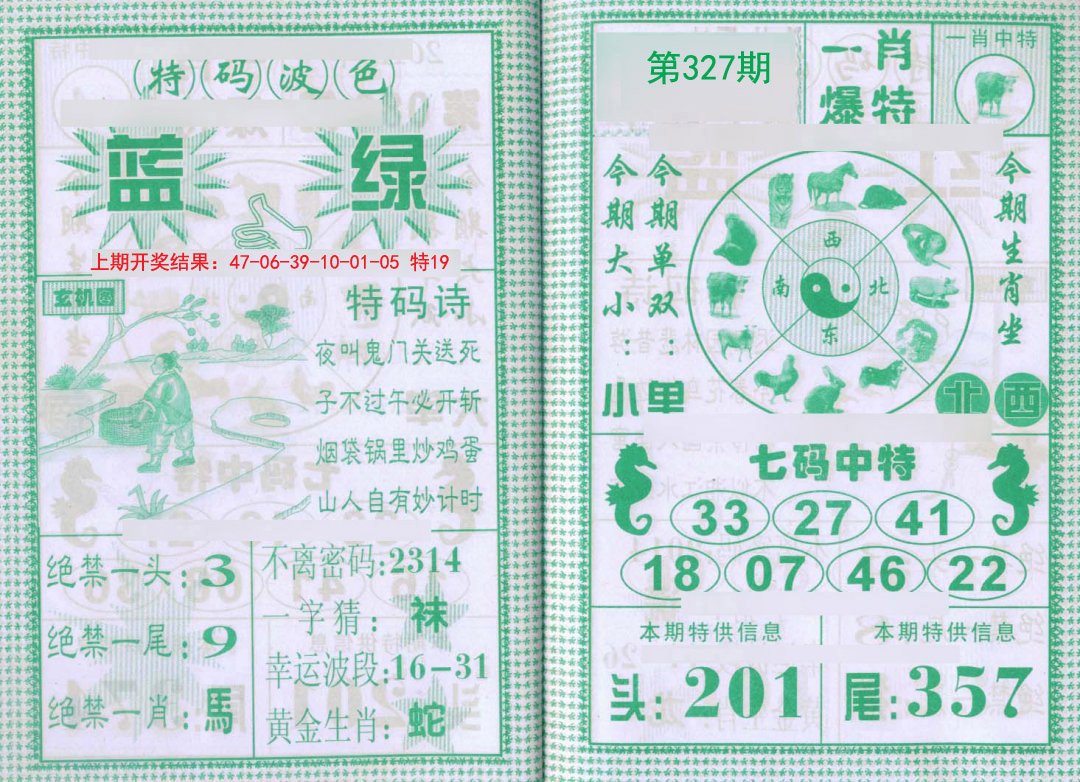 特码波色
蓝 绿
上期开奖结果：47-06-39-10-01-05 特19
玄机图
特码诗
夜叫鬼门关送死
子不过午必开斩
烟袋锅里炒鸡蛋
山人自有妙计时
绝禁一头:3
绝禁一尾:9
绝禁一肖:馬
不离密码:2314
一字猜：袜
幸运波段:16-31
黄金生肖:蛇
第327期
一肖
爆特
一肖中特
今期大小：小
今期单双：单
西
南 北
东
今期生肖坐
北 西
七码中特
33 27 41
18 07 46 22
本期特供信息
头：201
本期特供信息
尾：357